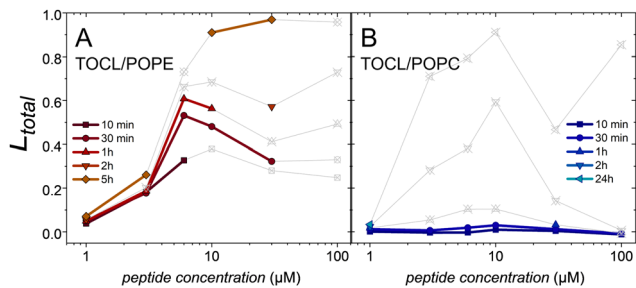 A
TOCL/POPE
B
TOCL/POPC
L_total
1.0
0.8
0.6
0.4
0.2
0.0
10 min
30 min
1h
2h
5h
10 min
30 min
1h
2h
24h
1 10 100 1 10 100
peptide concentration (μM) peptide concentration (μM)